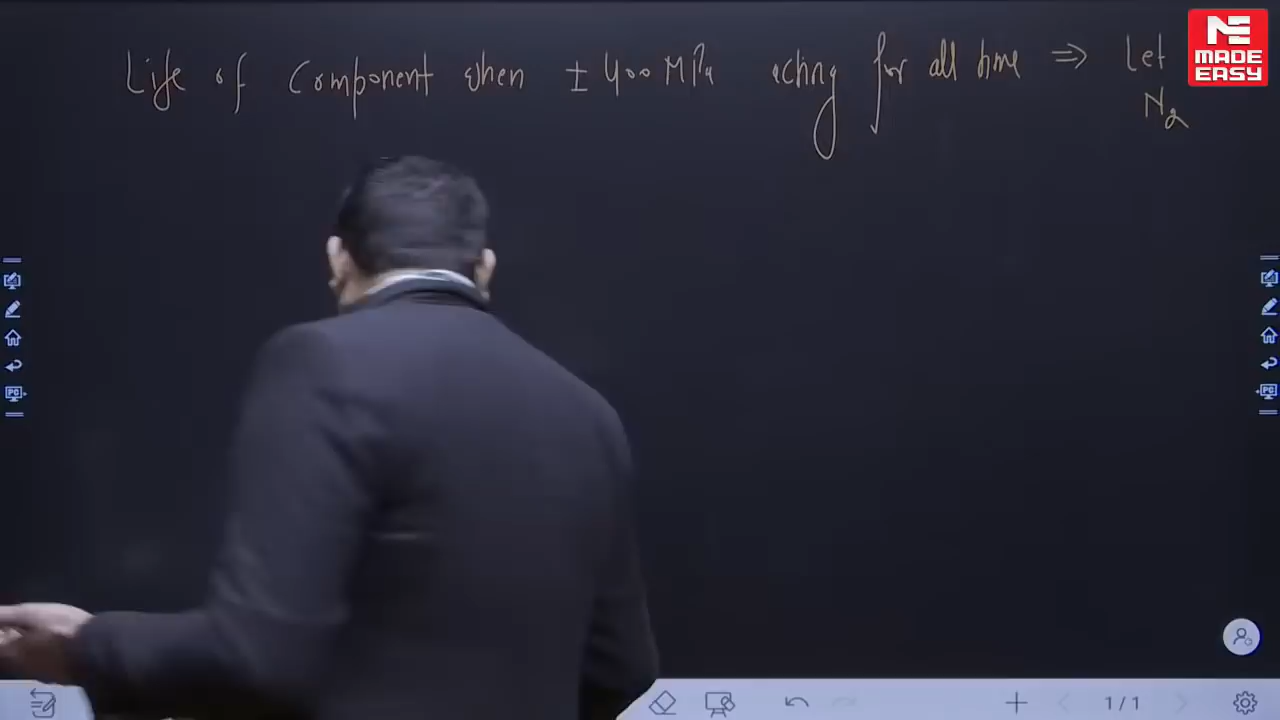 Life of Component when ± 400 MPa acting for all time ⇒ Let
N2
MADE
EASY
1/1